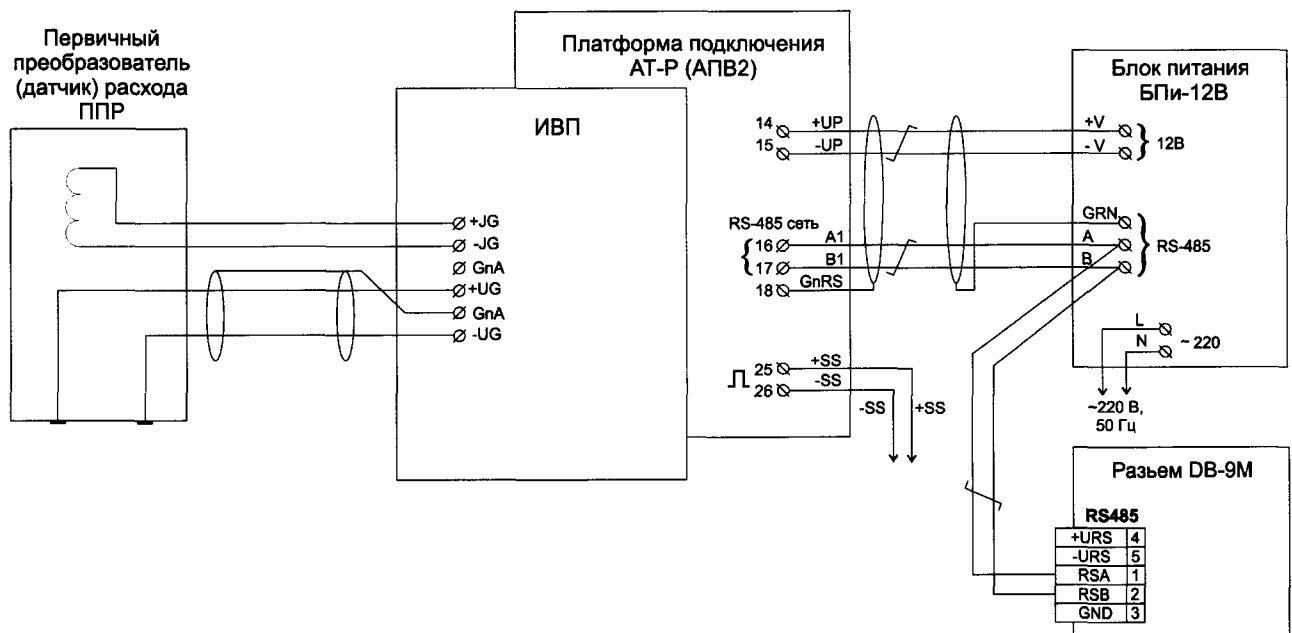 Первичный
преобразователь
(датчик) расхода
ППР
Платформа подключения
АТ-Р (АПВ2)
ИВП
Блок питания
БПи-12В
+JG
-JG
GnA
+UG
GnA
-UG
14 +UP
15 -UP
RS-485 сеть
16 A1
17 B1
18 GnRS
25 +SS
26 -SS
-SS
+SS
+V
- V
12В
GRN
A
B
RS-485
L
N
~ 220
~220 В,
50 Гц
Разьем DB-9M
RS485
+URS 4
-URS 5
RSA 1
RSB 2
GND 3